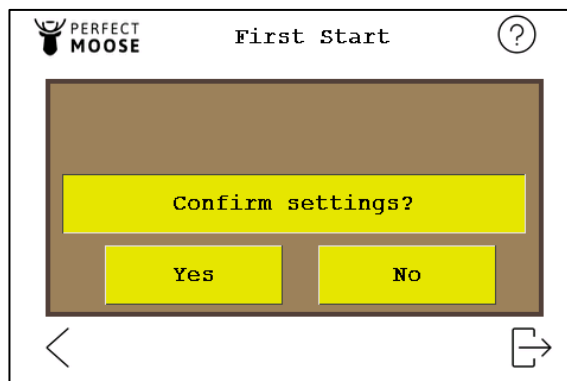 PERFECT
MOOSE
First Start
?
Confirm settings?
Yes
No